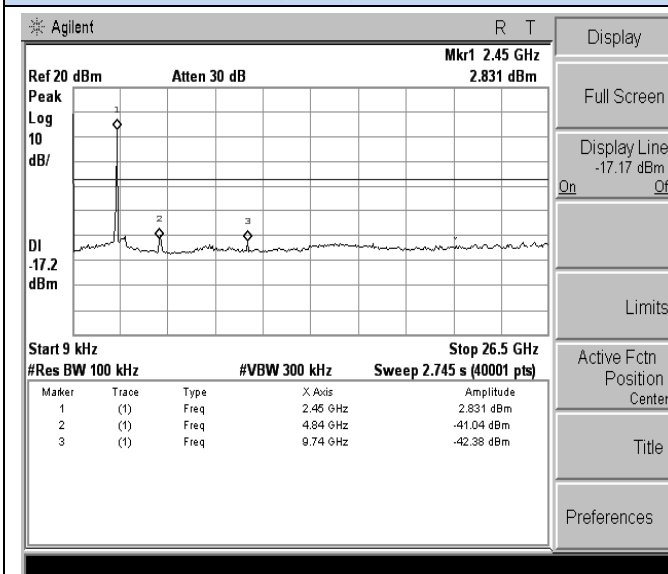 Agilent
R T
Mkr1 2.45 GHz
Ref 20 dBm Atten 30 dB 2.831 dBm
Peak
Log
10
dB/
1
2
3
DI
-17.2
dBm
Start 9 kHz Stop 26.5 GHz
#Res BW 100 kHz #VBW 300 kHz Sweep 2.745 s (40001 pts)
Marker Trace Type X Axis Amplitude
1 (1) Freq 2.45 GHz 2.831 dBm
2 (1) Freq 4.84 GHz -41.04 dBm
3 (1) Freq 9.74 GHz -42.38 dBm
Display
Full Screen
Display Line
-17.17 dBm
On Of
Limits
Active Fctn
Position
Center
Title
Preferences